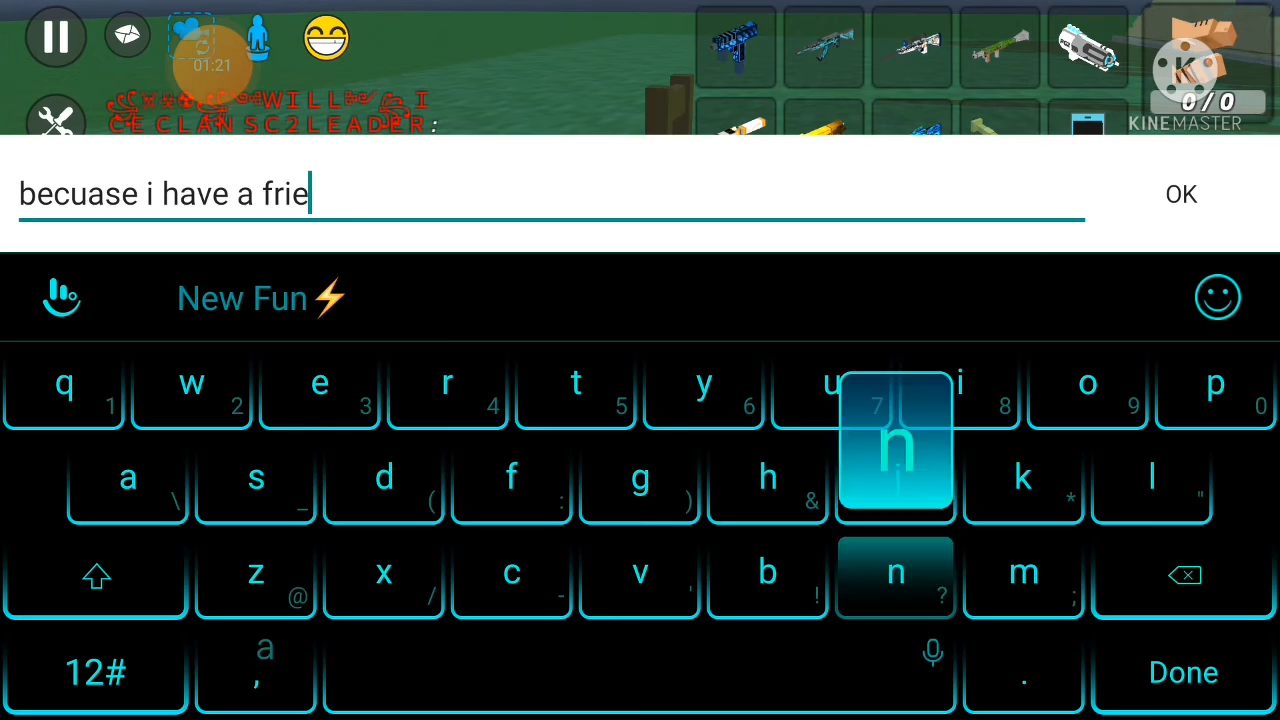 01:21
WILL I
CE CLAN SC2LEADER:
0/0
K
KINEMASTER
becuase i have a frie
OK
New Fun⚡
q 1 w 2 e 3 r 4 t 5 y 6 u 7 i 8 o 9 p 0
n
a \ s _ d ( f : g ) h & j k * l "
z @ x / c - v ' b ! n ? m ;
12# a , . Done